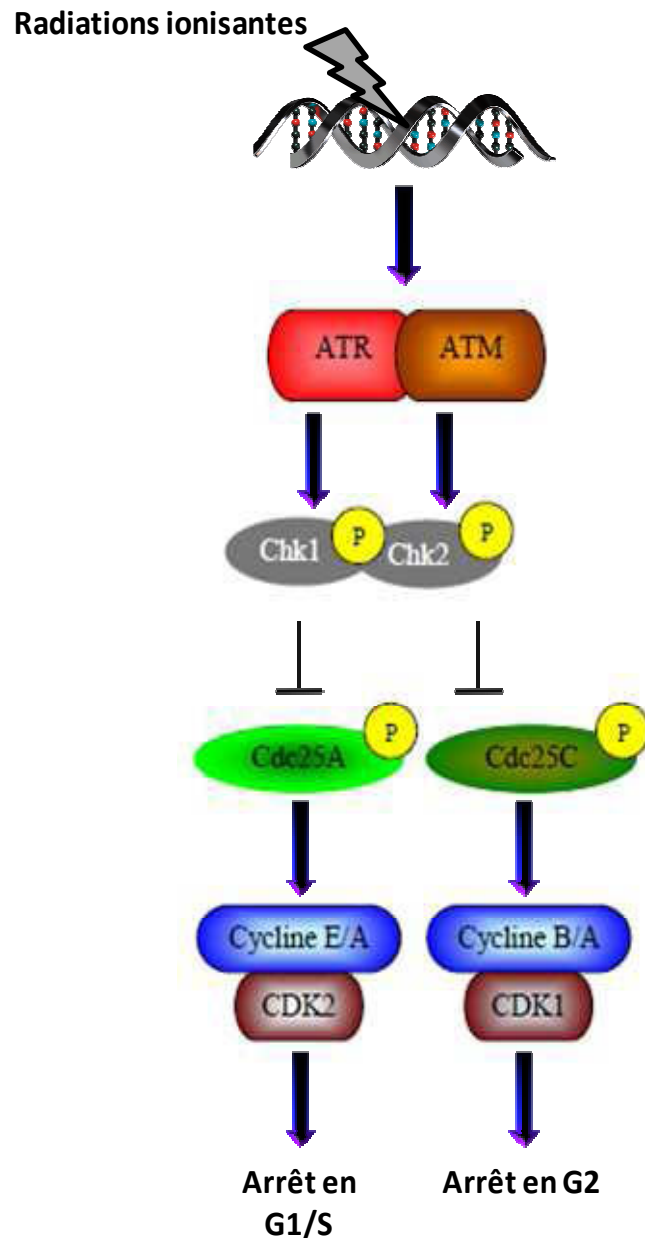 Radiations ionisantes
ATR ATM
Chk1 P Chk2 P
P P
Cdc25A Cdc25C
Cycline E/A Cycline B/A
CDK2 CDK1
Arrêt en Arrêt en G2
G1/S